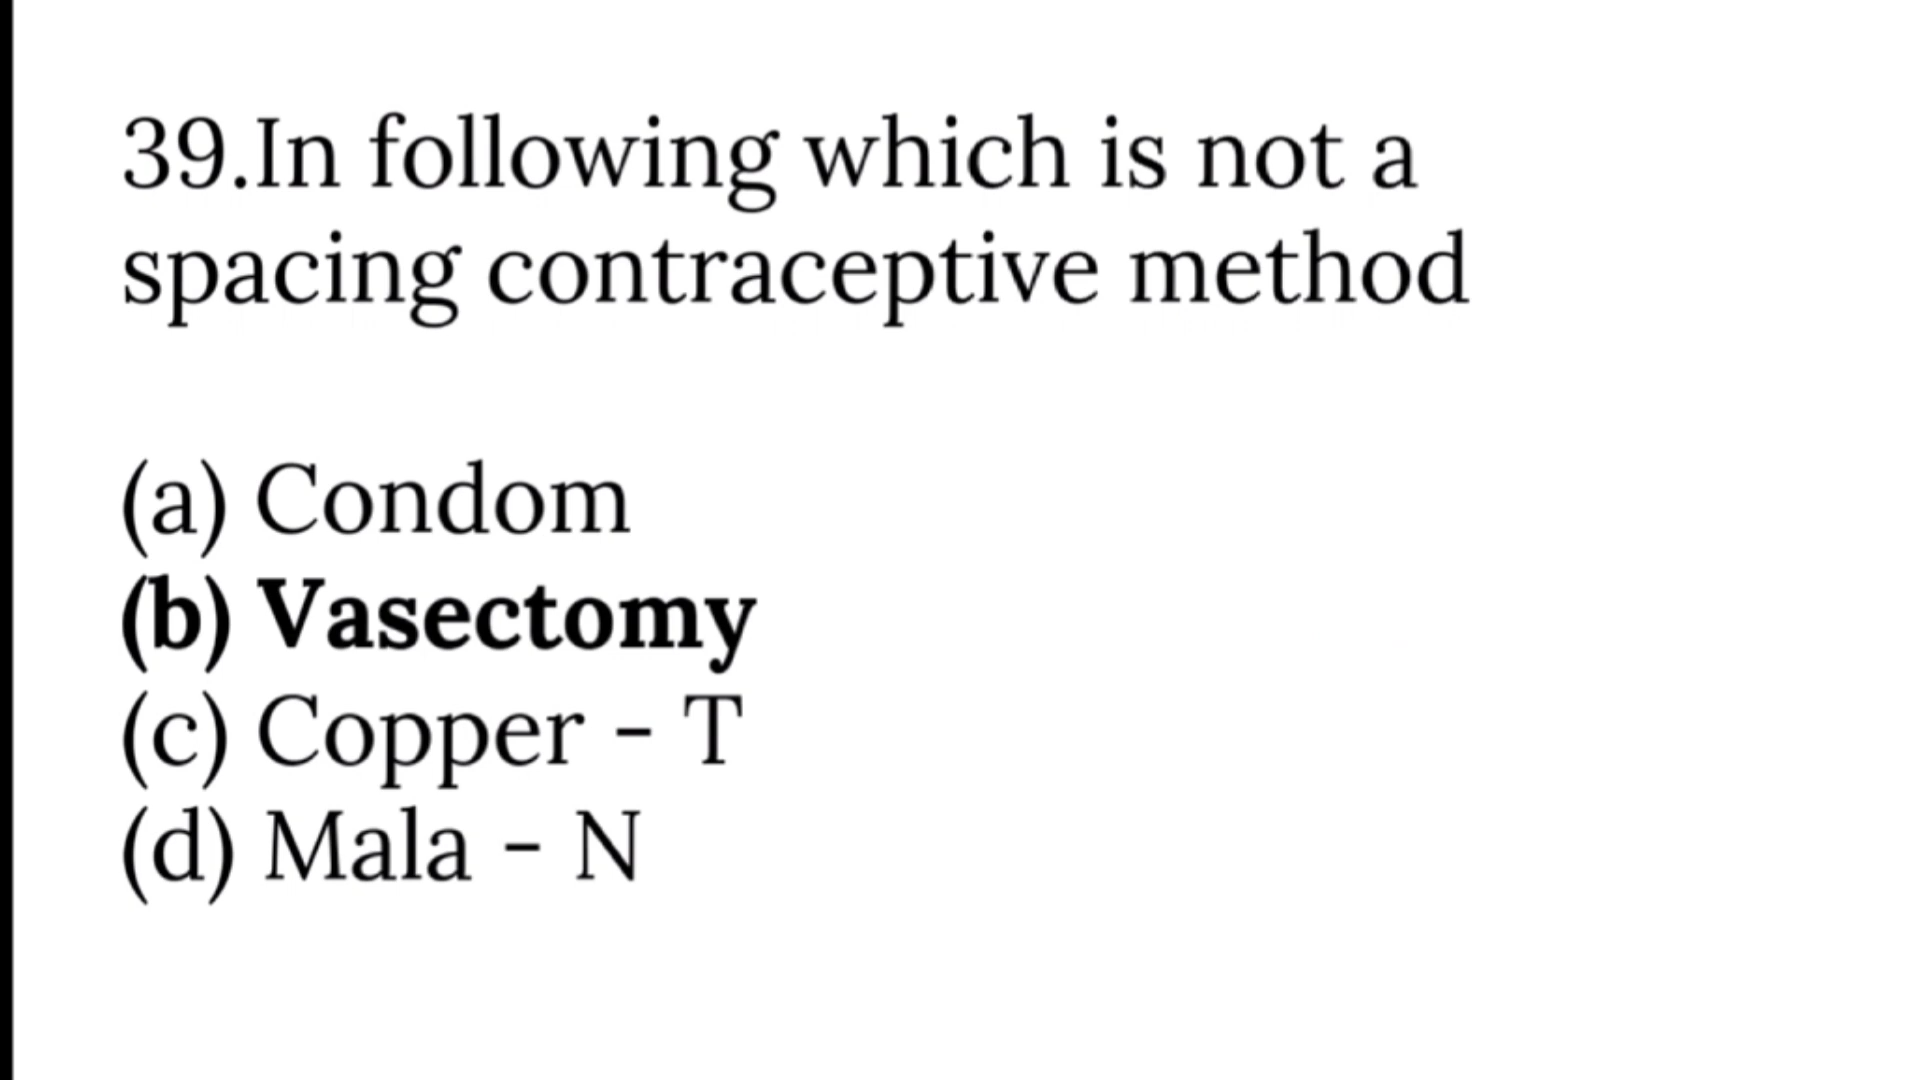 39.In following which is not a
spacing contraceptive method
(a) Condom
(b) Vasectomy
(c) Copper - T
(d) Mala - N